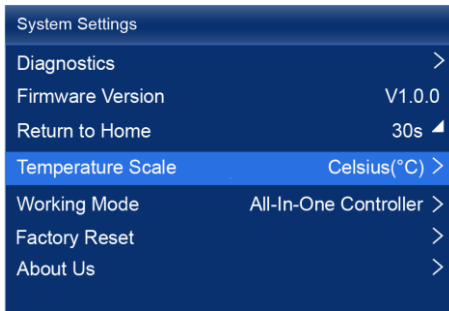 System Settings
Diagnostics >
Firmware Version V1.0.0
Return to Home 30s
Temperature Scale Celsius(°C) >
Working Mode All-In-One Controller >
Factory Reset >
About Us >